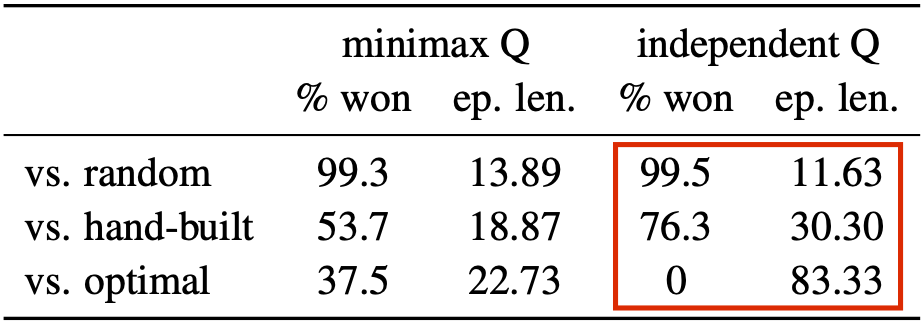 minimax Q independent Q
% won ep. len. % won ep. len.
vs. random 99.3 13.89 99.5 11.63
vs. hand-built 53.7 18.87 76.3 30.30
vs. optimal 37.5 22.73 0 83.33